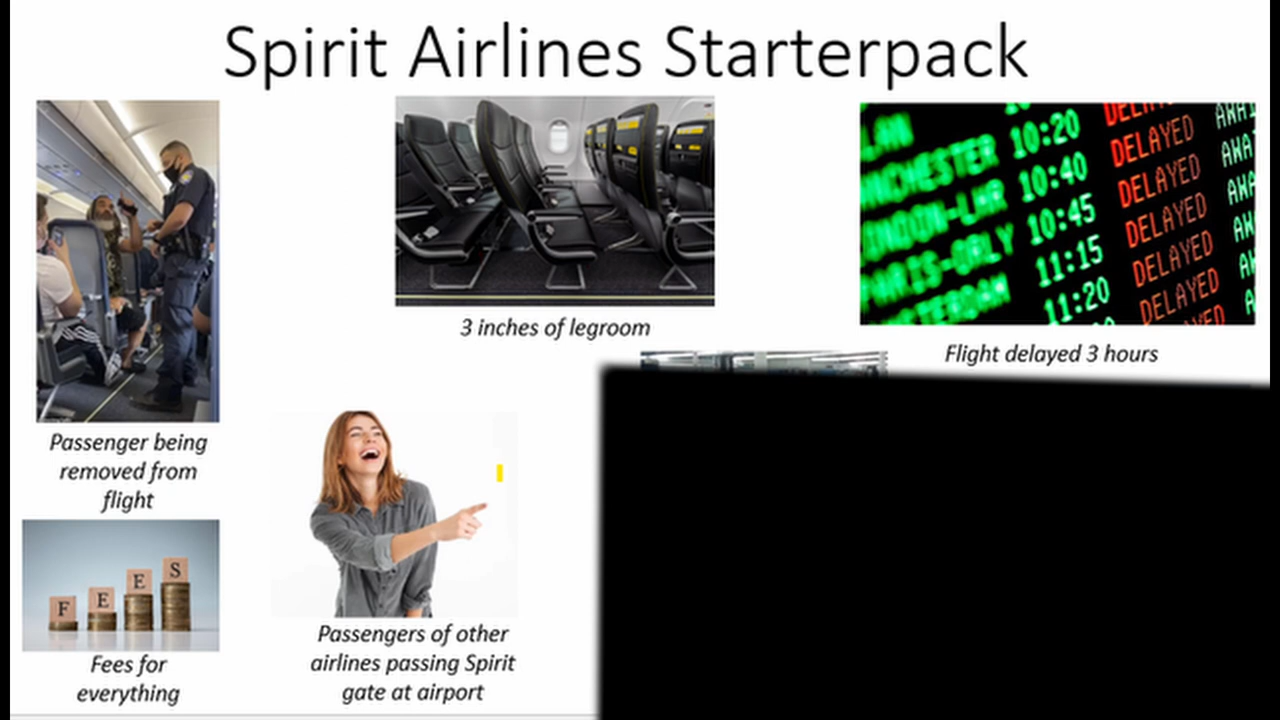 Spirit Airlines Starterpack
3 inches of legroom
10:20
DELAYED
10:40
DELAYED
10:45
DELAYED
11:15
DELAYED
11:20
DELAYED
Flight delayed 3 hours
Passenger being
removed from
flight
F E E S
Fees for
everything
Passengers of other
airlines passing Spirit
gate at airport